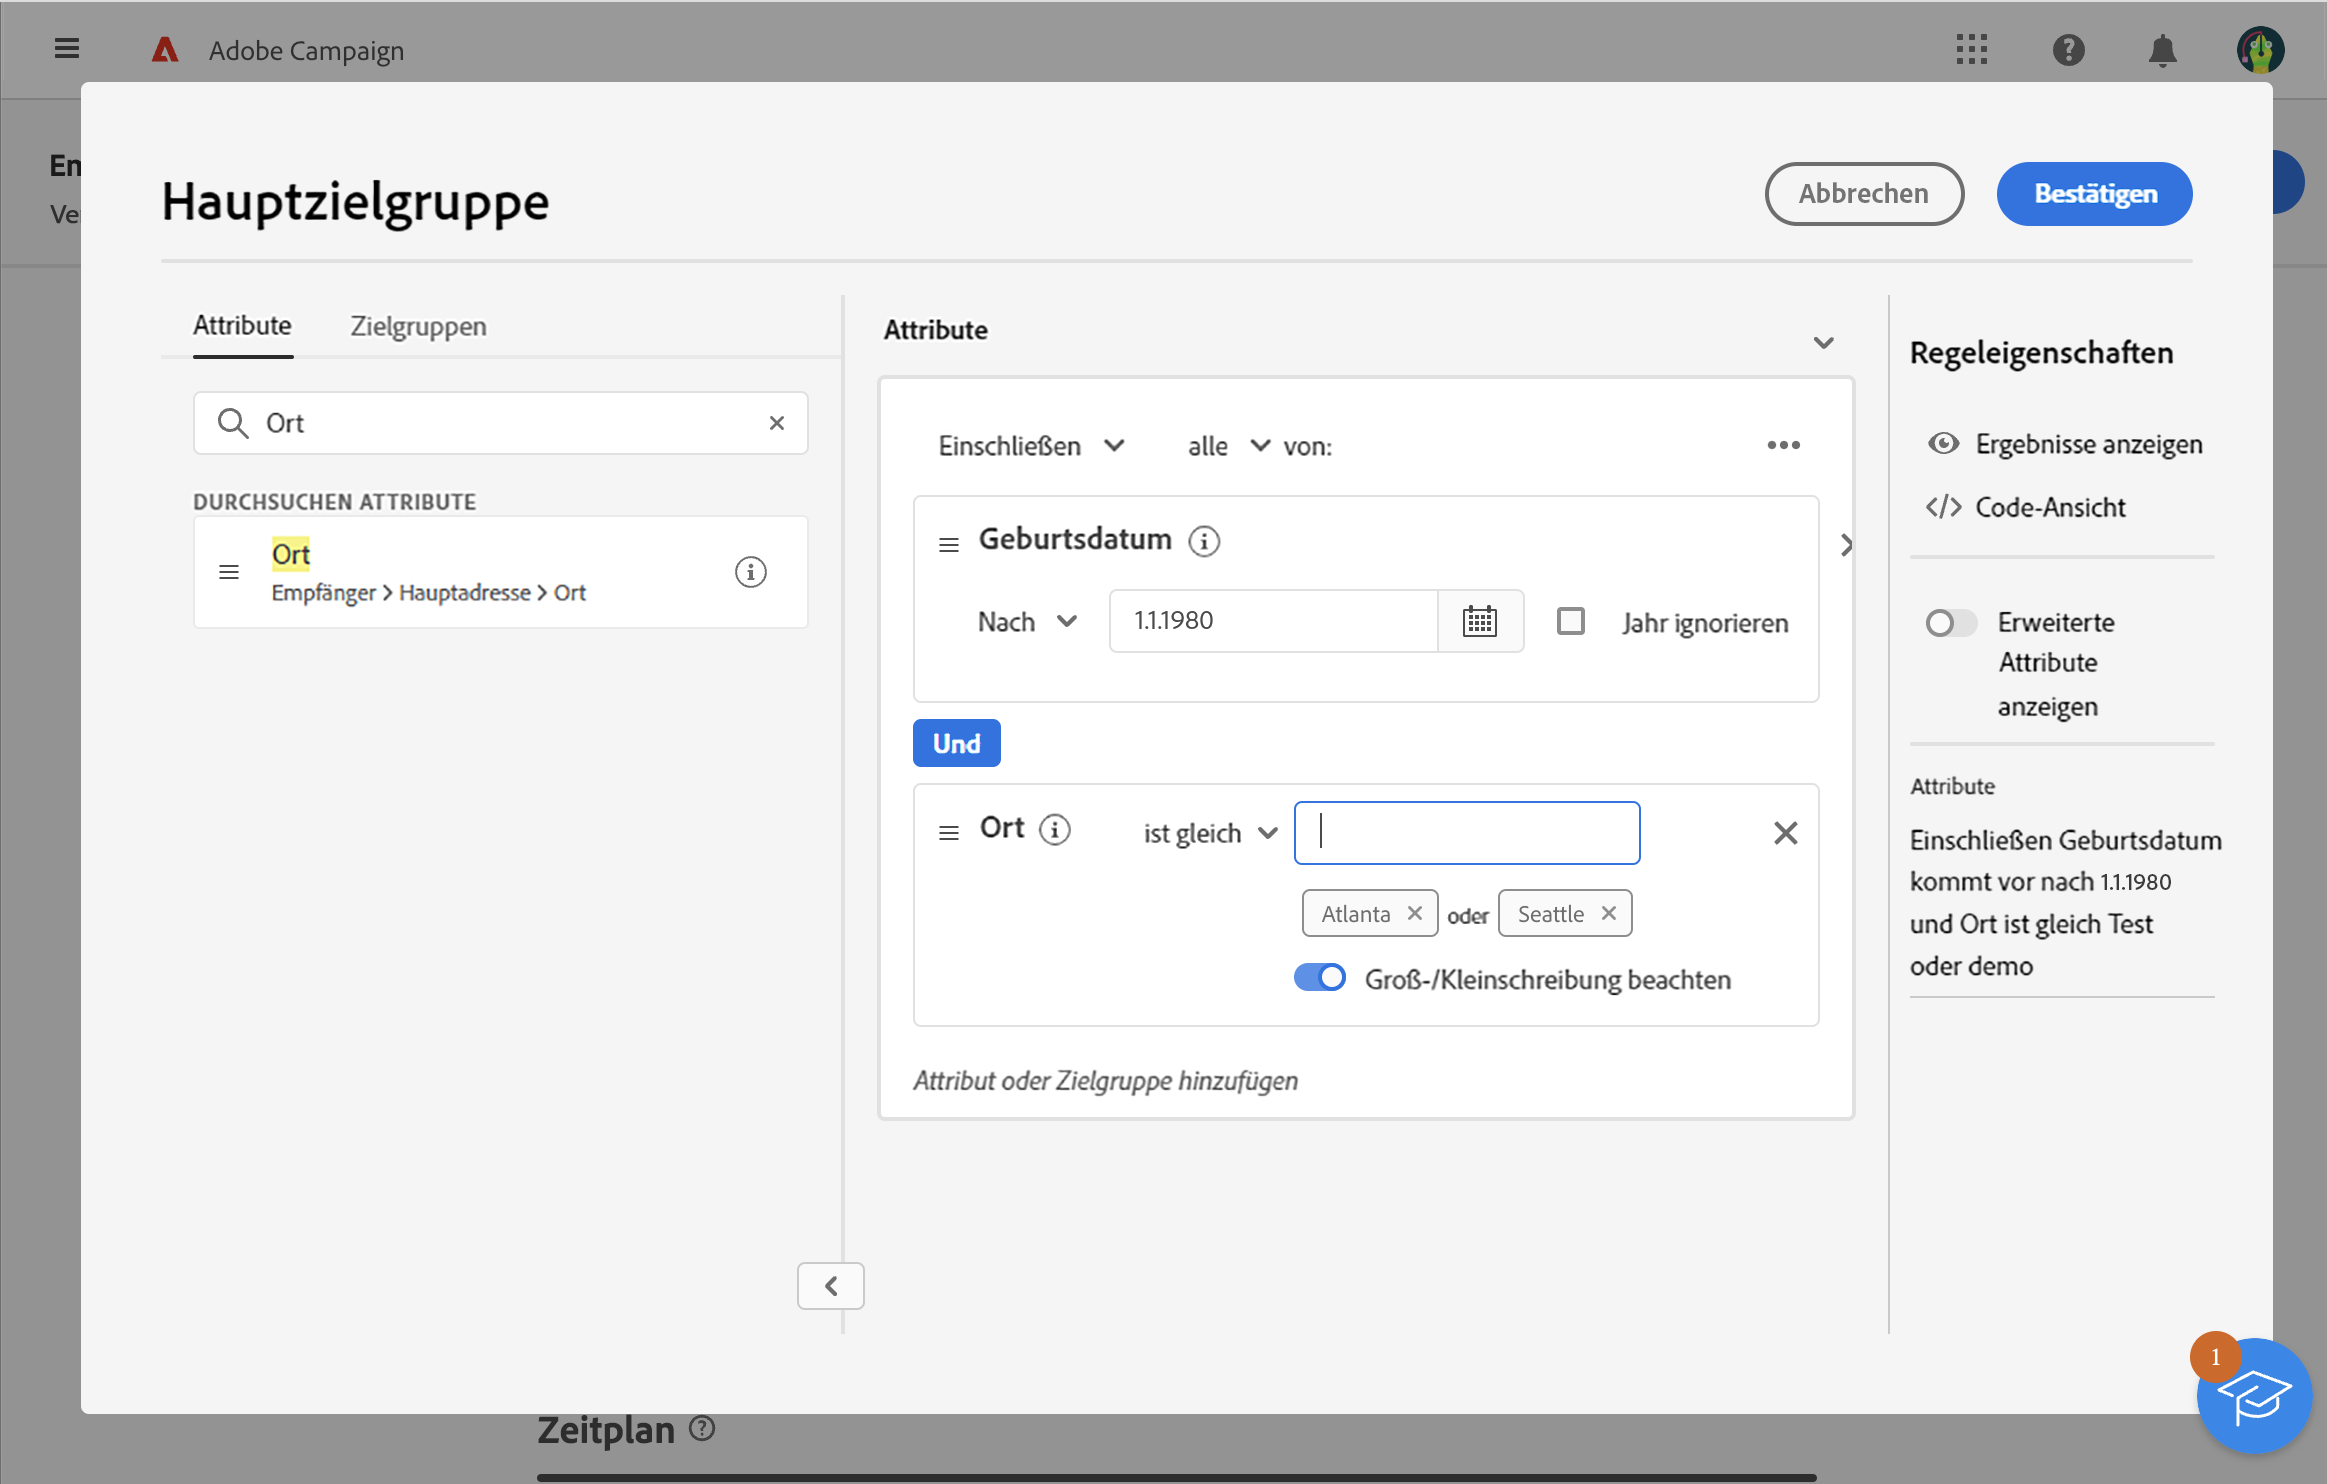 Adobe Campaign
Hauptzielgruppe
Abbrechen
Bestätigen
Attribute
Zielgruppen
Ort
DURCHSUCHEN ATTRIBUTE
Ort
Empfänger > Hauptadresse > Ort
Attribute
Einschließen
alle
von:
Geburtsdatum
Nach
1.1.1980
Jahr ignorieren
Und
Ort
ist gleich
Atlanta
oder
Seattle
Groß-/Kleinschreibung beachten
Attribut oder Zielgruppe hinzufügen
Regeleigenschaften
Ergebnisse anzeigen
Code-Ansicht
Erweiterte
Attribute
anzeigen
Attribute
Einschließen Geburtsdatum
kommt vor nach 1.1.1980
und Ort ist gleich Test
oder demo
1
Zeitplan